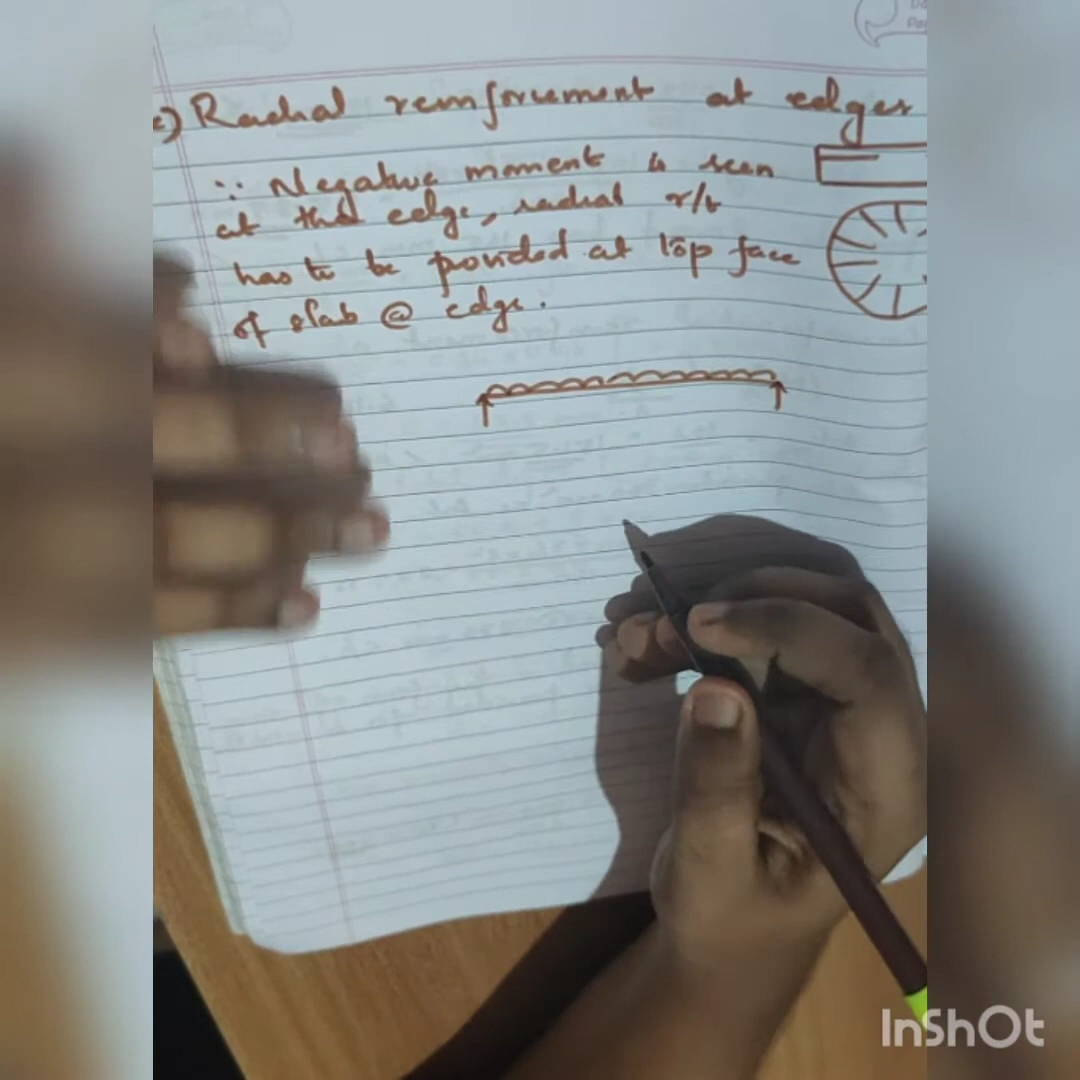 c) Radial reinforcement at edges
∵ Negative moment is seen
at the edge, radial r/t
has to be provided at top face
of slab @ edge.
InShOt